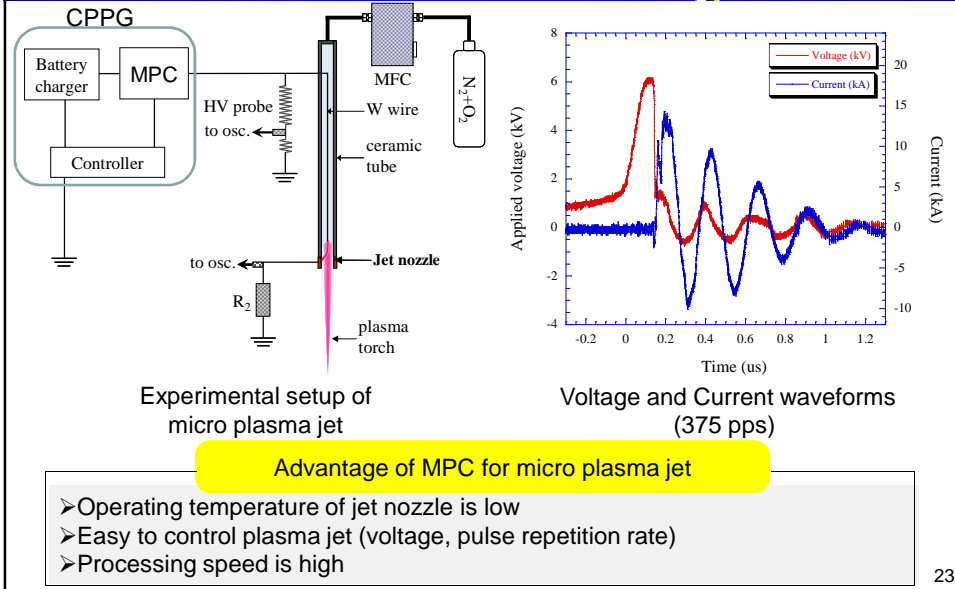 CPPG
Battery
charger
MPC
Controller
HV probe
to osc.
MFC
W wire
ceramic
tube
N2+O2
to osc.
Jet nozzle
R2
plasma
torch
Experimental setup of
micro plasma jet
Voltage (kV)
Current (kA)
Applied voltage (kV)
8
6
4
2
0
-2
-4
20
15
10
5
0
-5
-10
Current (kA)
-0.2 0 0.2 0.4 0.6 0.8 1 1.2
Time (us)
Voltage and Current waveforms
(375 pps)
Advantage of MPC for micro plasma jet
➢Operating temperature of jet nozzle is low
➢Easy to control plasma jet (voltage, pulse repetition rate)
➢Processing speed is high
23